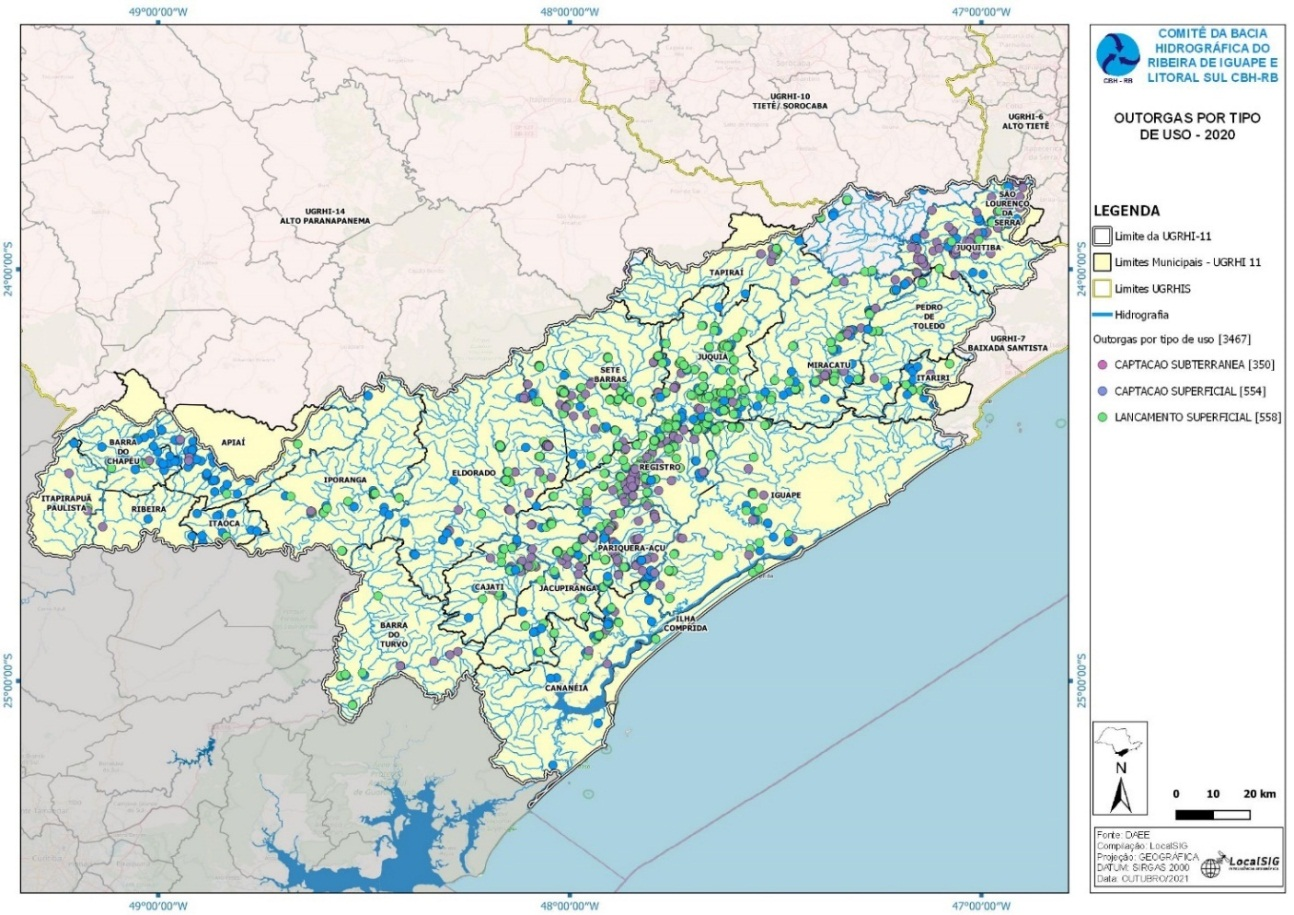 49°00'00"W
48°00'00"W
47°00'00"W
24°00'00"S
25°00'00"S
24°00'00"S
25°00'00"S
49°00'00"W
48°00'00"W
47°00'00"W
UGRHI-10
TIETÊ/ SOROCABA
UGRHI-6
ALTO TIETÊ
UGRHI-14
ALTO PARANAPANEMA
SÃO
LOURENÇO
DA
SERRA
JUQUITIBA
TAPIRAÍ
PEDRO
DE
TOLEDO
UGRHI-7
BAIXADA SANTISTA
JUQUIÁ
MIRACATU
ITARIRI
SETE
BARRAS
BARRA
DO
CHAPÉU
APIAÍ
ITAPIRAPUÃ
PAULISTA
RIBEIRA
ITAOCA
IPORANGA
ELDORADO
REGISTRO
IGUAPE
PARIQUERA-AÇU
CAJATI
JACUPIRANGA
BARRA
DO
TURVO
ILHA
COMPRIDA
CANANÉIA
CBH - RB
COMITÊ DA BACIA
HIDROGRÁFICA DO
RIBEIRA DE IGUAPE E
LITORAL SUL CBH-RB
OUTORGAS POR TIPO
DE USO - 2020
LEGENDA
Limite da UGRHI-11
Limites Municipais - UGRHI 11
Limites UGRHIS
Hidrografia
Outorgas por tipo de uso [3467]
CAPTACAO SUBTERRANEA [350]
CAPTACAO SUPERFICIAL [554]
LANCAMENTO SUPERFICIAL [558]
N
0 10 20 km
Fonte: DAEE
Compilação: LocalSIG
Projeção: GEOGRÁFICA
DATUM: SIRGAS 2000
Data: OUTUBRO/2021
LocalSIG